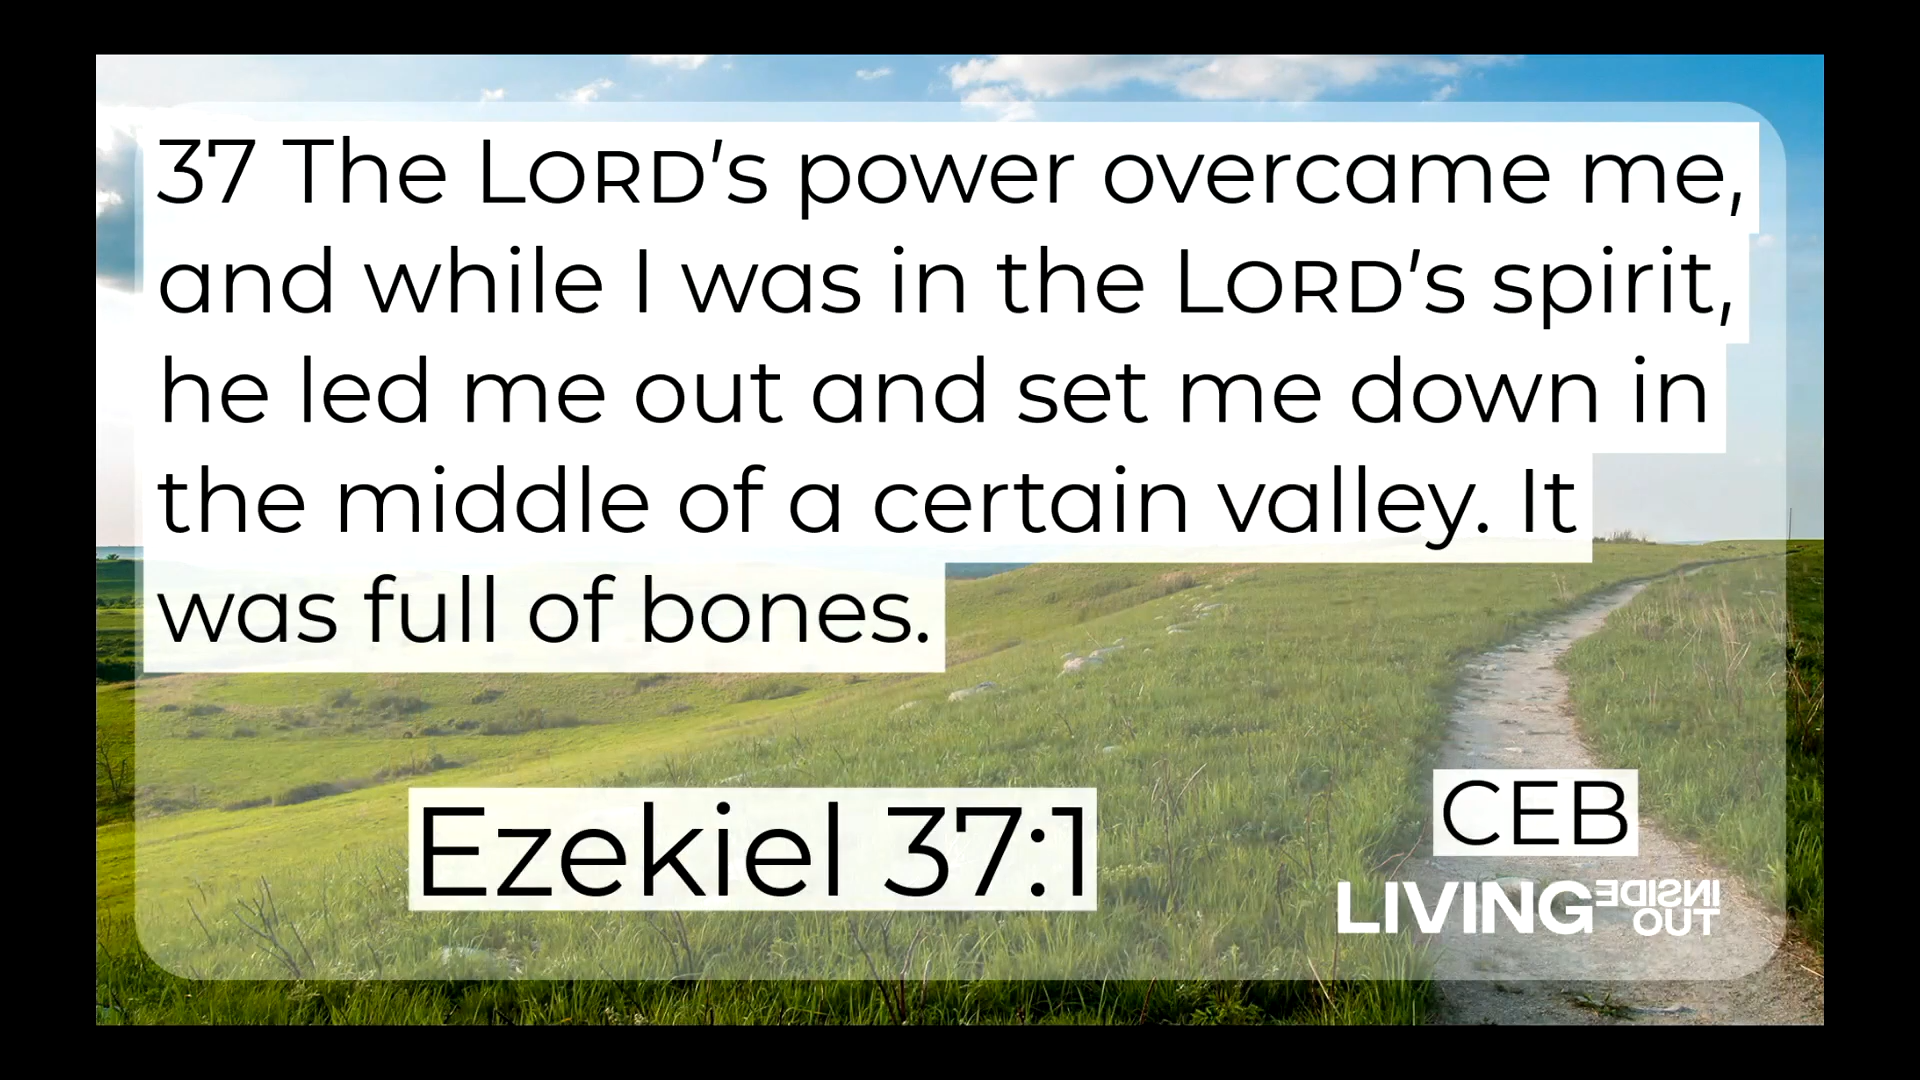 37 The LORD's power overcame me,
and while I was in the LORD's spirit,
he led me out and set me down in
the middle of a certain valley. It
was full of bones.
Ezekiel 37:1
CEB
LIVING INSIDE
OUT